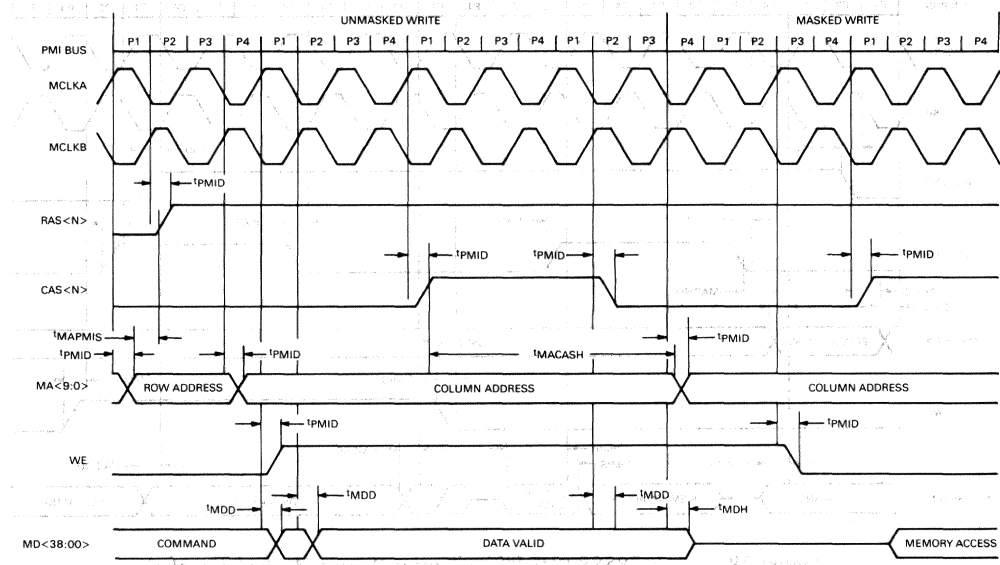 UNMASKED WRITE MASKED WRITE
PMI BUS P1 P2 P3 P4 P1 P2 P3 P4 P1 P2 P3 P4 P1 P2 P3 P4 P1 P2 P3 P4 P1 P2 P3 P4
MCLKA
MCLKB
tPMID
RAS<N>
tPMID tPMID tPMID
CAS<N>
tMAPMIS tPMID
tPMID tPMID tMACASH
MA<9:0> ROW ADDRESS COLUMN ADDRESS COLUMN ADDRESS
tPMID tPMID
WE
tMDD tMDD
tMDD tMDH
MD<38:00> COMMAND DATA VALID MEMORY ACCESS